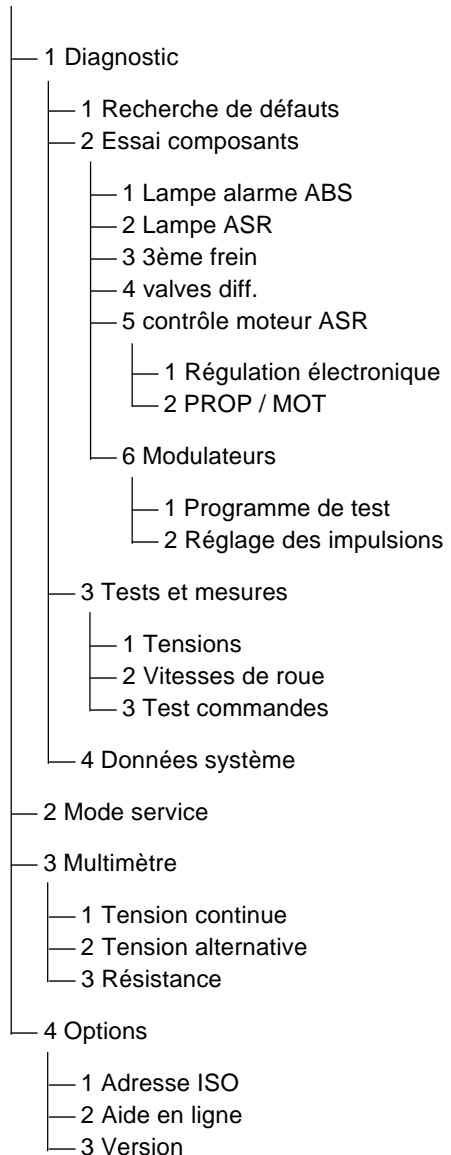 1 Diagnostic
1 Recherche de défauts
2 Essai composants
1 Lampe alarme ABS
2 Lampe ASR
3 3ème frein
4 valves diff.
5 contrôle moteur ASR
1 Régulation électronique
2 PROP / MOT
6 Modulateurs
1 Programme de test
2 Réglage des impulsions
3 Tests et mesures
1 Tensions
2 Vitesses de roue
3 Test commandes
4 Données système
2 Mode service
3 Multimètre
1 Tension continue
2 Tension alternative
3 Résistance
4 Options
1 Adresse ISO
2 Aide en ligne
3 Version